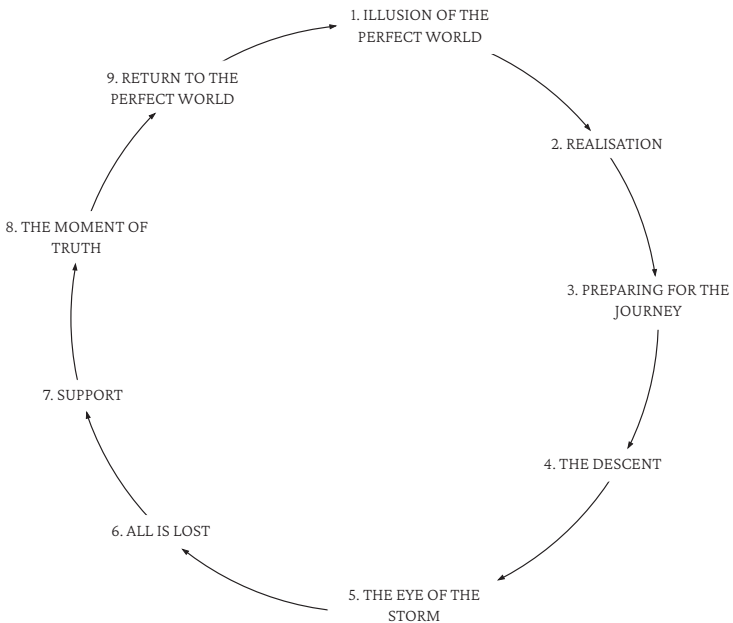 1. ILLUSION OF THE
PERFECT WORLD
2. REALISATION
3. PREPARING FOR THE
JOURNEY
4. THE DESCENT
5. THE EYE OF THE
STORM
6. ALL IS LOST
7. SUPPORT
8. THE MOMENT OF
TRUTH
9. RETURN TO THE
PERFECT WORLD